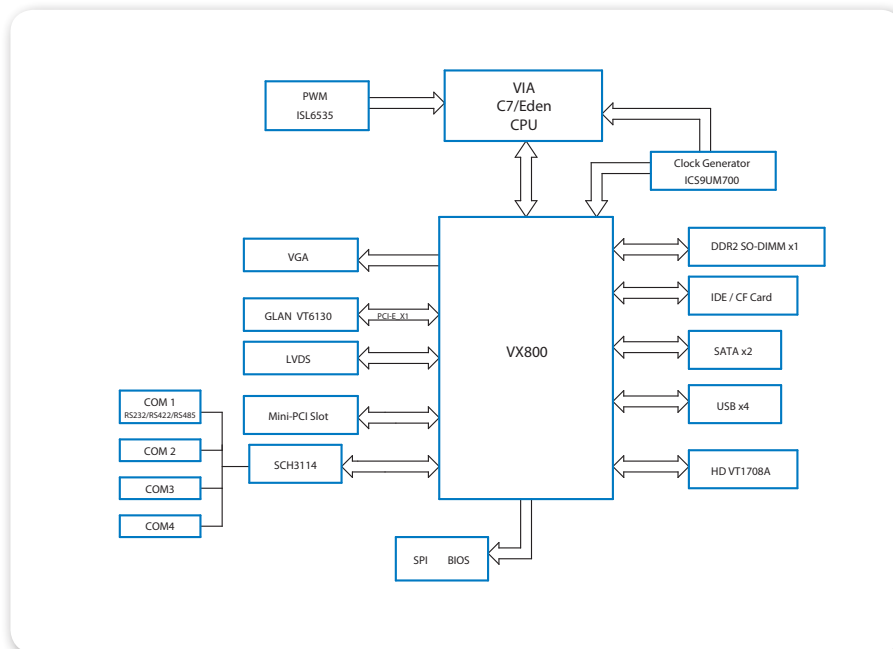 PWM
ISL6535
VIA
C7/Eden
CPU
Clock Generator
ICS9UM700
VGA
GLAN VT6130
PCI-E X1
LVDS
Mini-PCI Slot
SCH3114
COM 1
RS232/RS422/RS485
COM 2
COM3
COM4
VX800
DDR2 SO-DIMM x1
IDE / CF Card
SATA x2
USB x4
HD VT1708A
SPI BIOS